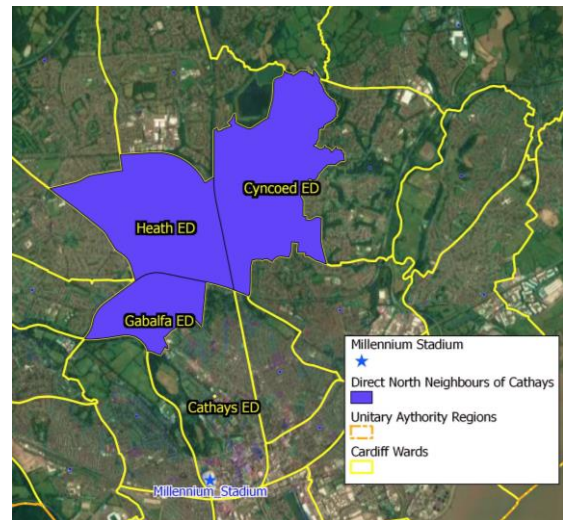 Cyncoed ED
Heath ED
Gabalfa ED
Cathays ED
Millennium_Stadium
Millennium Stadium
Direct North Neighbours of Cathays
Unitary Aythority Regions
Cardiff Wards